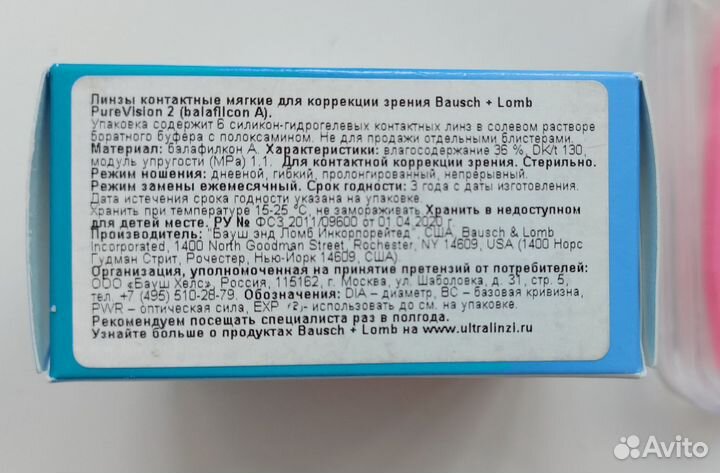 Линзы контактные мягкие для коррекции зрения Bausch + Lomb
PureVision 2 (balafilcon A).
Упаковка содержит 6 силикон-гидрогелевых контактных линз в солевом растворе
боратного буфера с полоксамином. Не для продажи отдельными блистерами.
Материал: балафилкон А. Характеристики: влагосодержание 36 %, DK/t 130,
модуль упругости (MPa) 1.1. Для контактной коррекции зрения. Стерильно.
Режим ношения: дневной, гибкий, пролонгированный, непрерывный.
Режим замены ежемесячный. Срок годности: 3 года с даты изготовления.
Дата истечения срока годности указана на упаковке.
Хранить при температуре 15-25 °C, не замораживать Хранить в недоступном
для детей месте. РУ № ФСЗ 2011/09600 от 01.04.2020 г.
Производитель: "Бауш энд Ломб Инкорпорейтед", США, Bausch & Lomb
Incorporated, 1400 North Goodman Street, Rochester, NY 14609, USA (1400 Норс
Гудман Стрит, Рочестер, Нью-Йорк 14609, США).
Организация, уполномоченная на принятие претензий от потребителей:
ООО «Бауш Хелс», Россия, 115162, г. Москва, ул. Шаболовка, д. 31, стр. 5,
тел. +7 (495) 510-28-79. Обозначения: DIA – диаметр, BC – базовая кривизна,
PWR – оптическая сила, EXP - использовать до см. на упаковке.
Рекомендуем посещать специалиста раз в полгода.
Узнайте больше о продуктах Bausch + Lomb на www.ultralinzi.ru
Avito